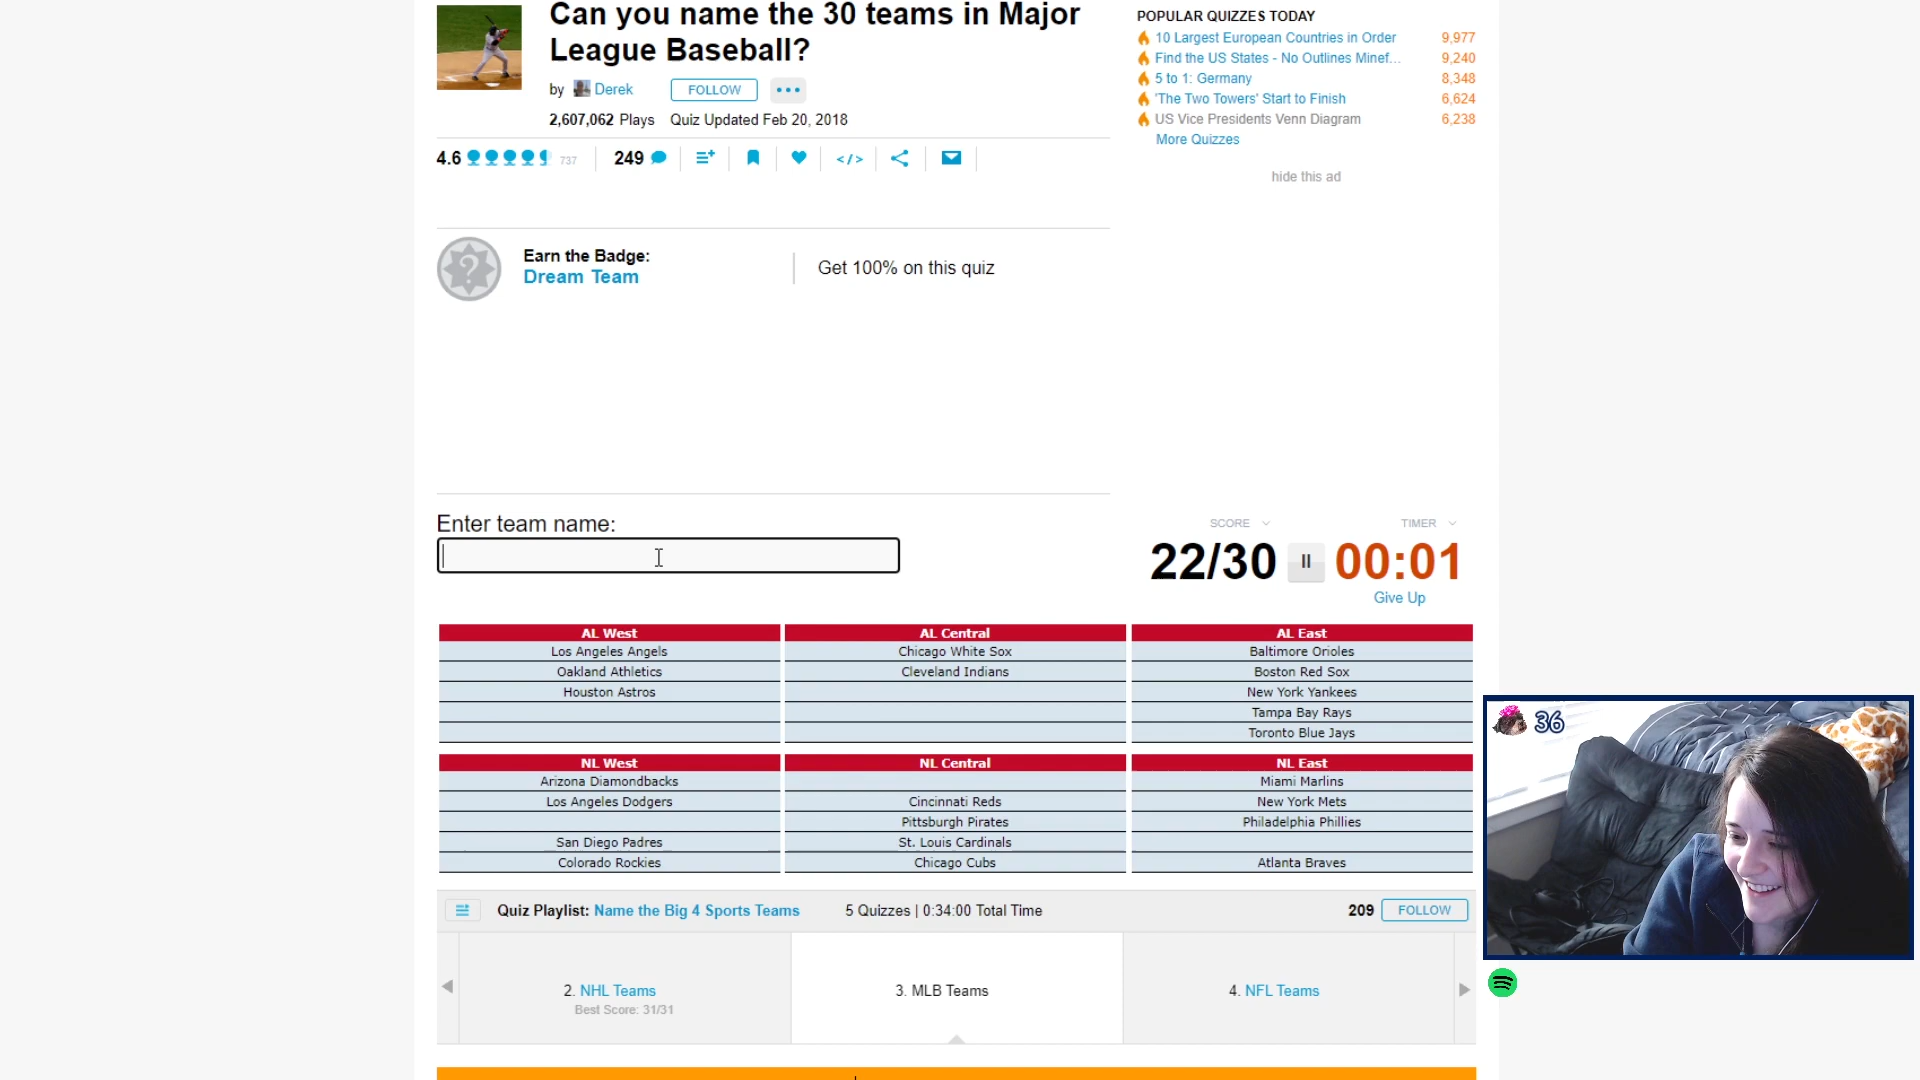 Can you name the 30 teams in Major
League Baseball?
by Derek FOLLOW
2,607,062 Plays Quiz Updated Feb 20, 2018
4.6 737 249 </>
POPULAR QUIZZES TODAY
10 Largest European Countries in Order 9,977
Find the US States - No Outlines Minef... 9,240
5 to 1: Germany 8,348
'The Two Towers' Start to Finish 6,624
US Vice Presidents Venn Diagram 6,238
More Quizzes
hide this ad
?
Earn the Badge:
Dream Team
Get 100% on this quiz
Enter team name:
SCORE TIMER
22/30 00:01
Give Up
AL West AL Central AL East
Los Angeles Angels Chicago White Sox Baltimore Orioles
Oakland Athletics Cleveland Indians Boston Red Sox
Houston Astros New York Yankees
Tampa Bay Rays
Toronto Blue Jays
NL West NL Central NL East
Arizona Diamondbacks Miami Marlins
Los Angeles Dodgers Cincinnati Reds New York Mets
Pittsburgh Pirates Philadelphia Phillies
San Diego Padres St. Louis Cardinals
Colorado Rockies Chicago Cubs Atlanta Braves
36
Quiz Playlist: Name the Big 4 Sports Teams 5 Quizzes | 0:34:00 Total Time 209 FOLLOW
2. NHL Teams 3. MLB Teams 4. NFL Teams
Best Score: 31/31